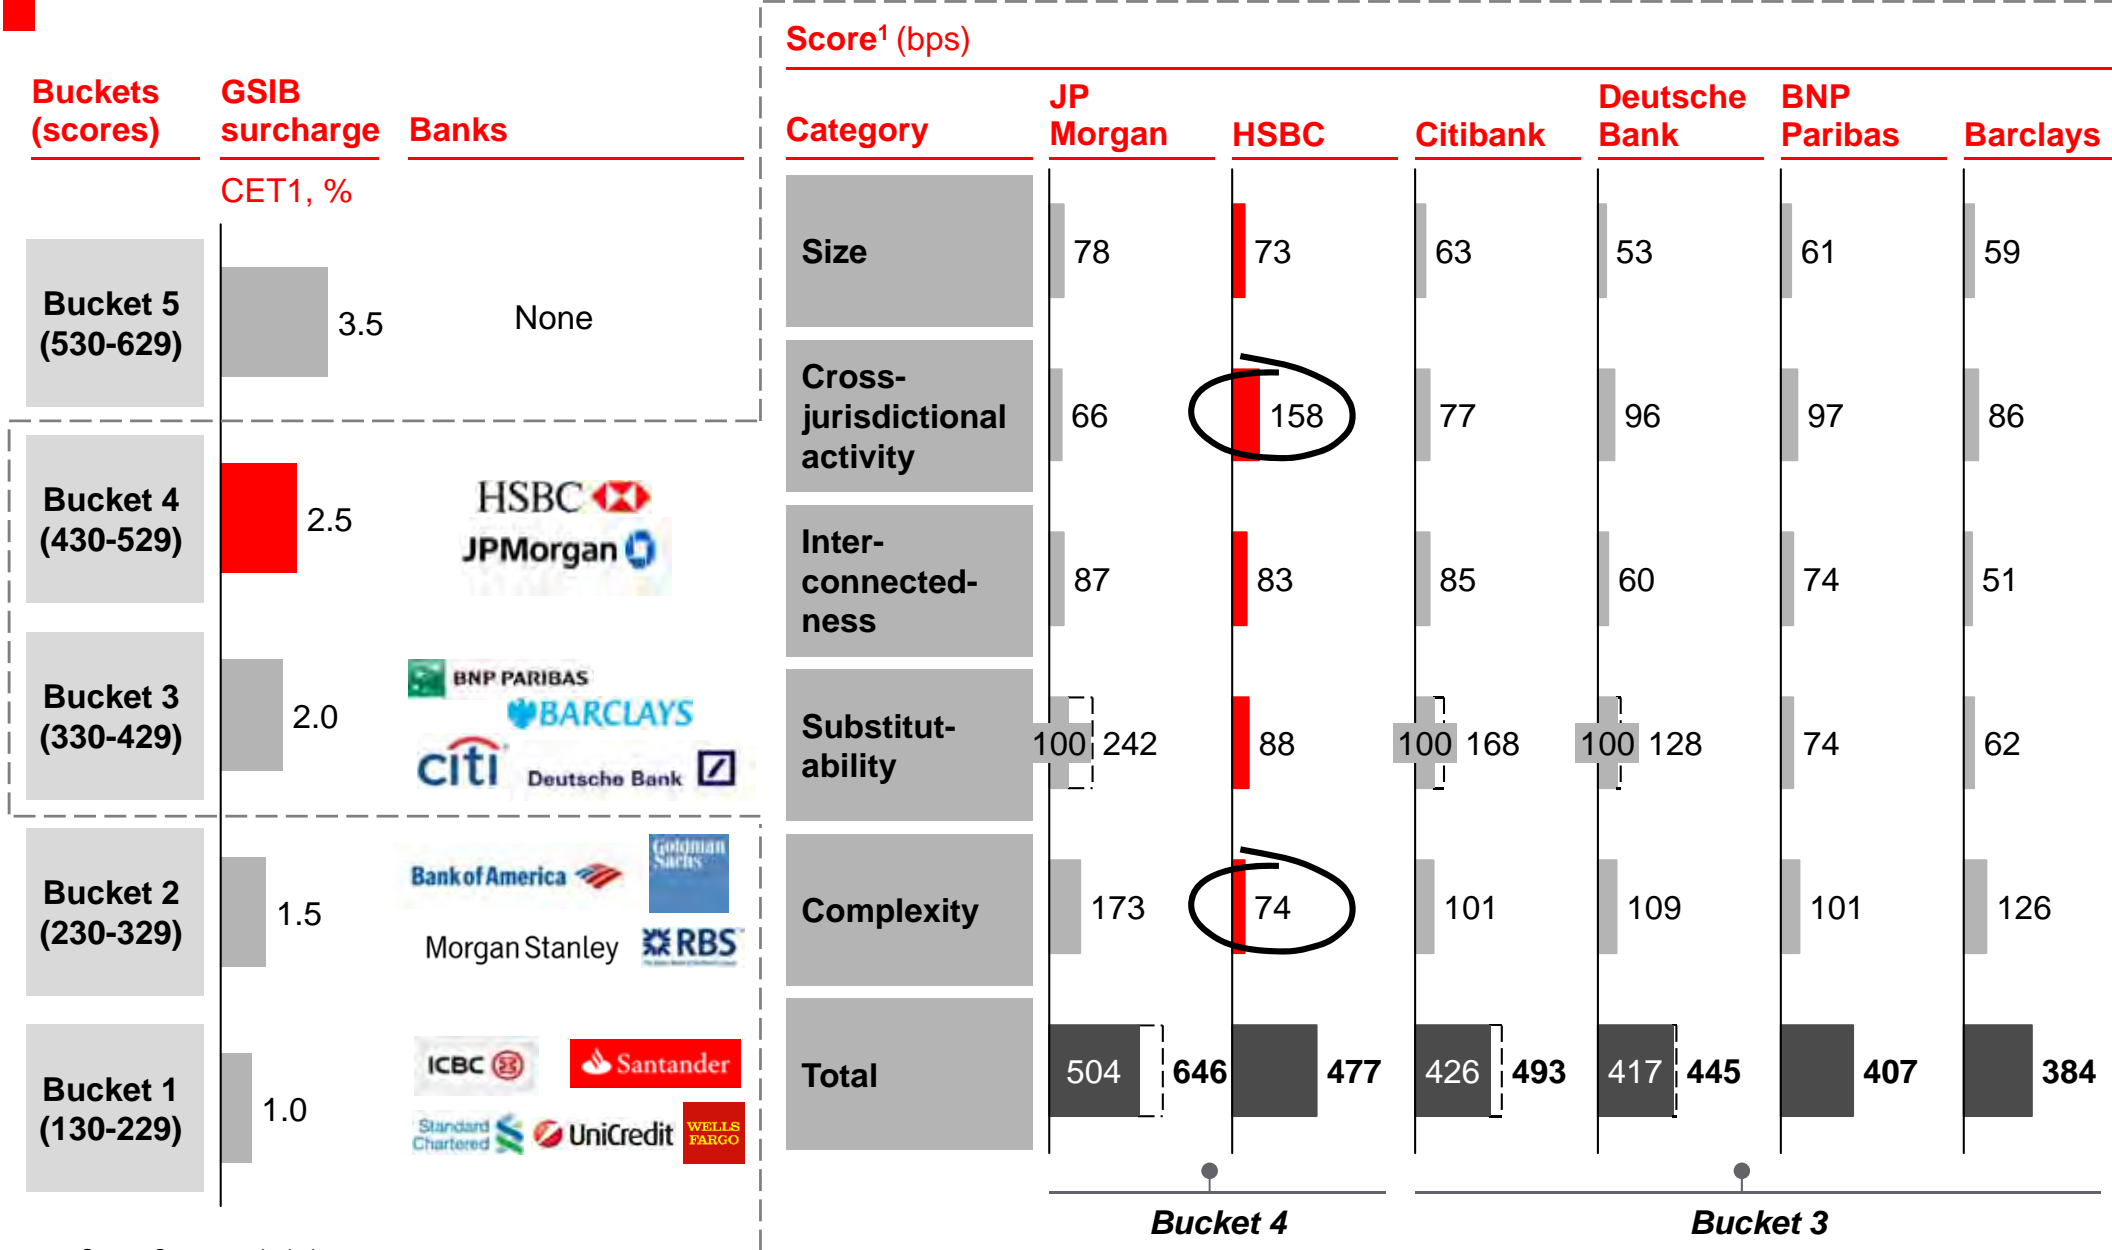 Score¹ (bps)
Buckets
(scores)
GSIB
surcharge
Banks
CET1, %
Bucket 5
(530-629)
3.5
None
Bucket 4
(430-529)
2.5
HSBC
JPMorgan
Bucket 3
(330-429)
2.0
BNP PARIBAS
BARCLAYS
citi
Deutsche Bank
Bucket 2
(230-329)
1.5
Bank of America
Goldman
Sachs
Morgan Stanley
RBS
Bucket 1
(130-229)
1.0
ICBC
Santander
Standard
Chartered
UniCredit
WELLS
FARGO
Category
JP
Morgan
HSBC
Citibank
Deutsche
Bank
BNP
Paribas
Barclays
Size
78
73
63
53
61
59
Cross-
jurisdictional
activity
66
158
77
96
97
86
Inter-
connected-
ness
87
83
85
60
74
51
Substitut-
ability
100
242
88
100
168
100
128
74
62
Complexity
173
74
101
109
101
126
Total
504
646
477
426
493
417
445
407
384
Bucket 4
Bucket 3